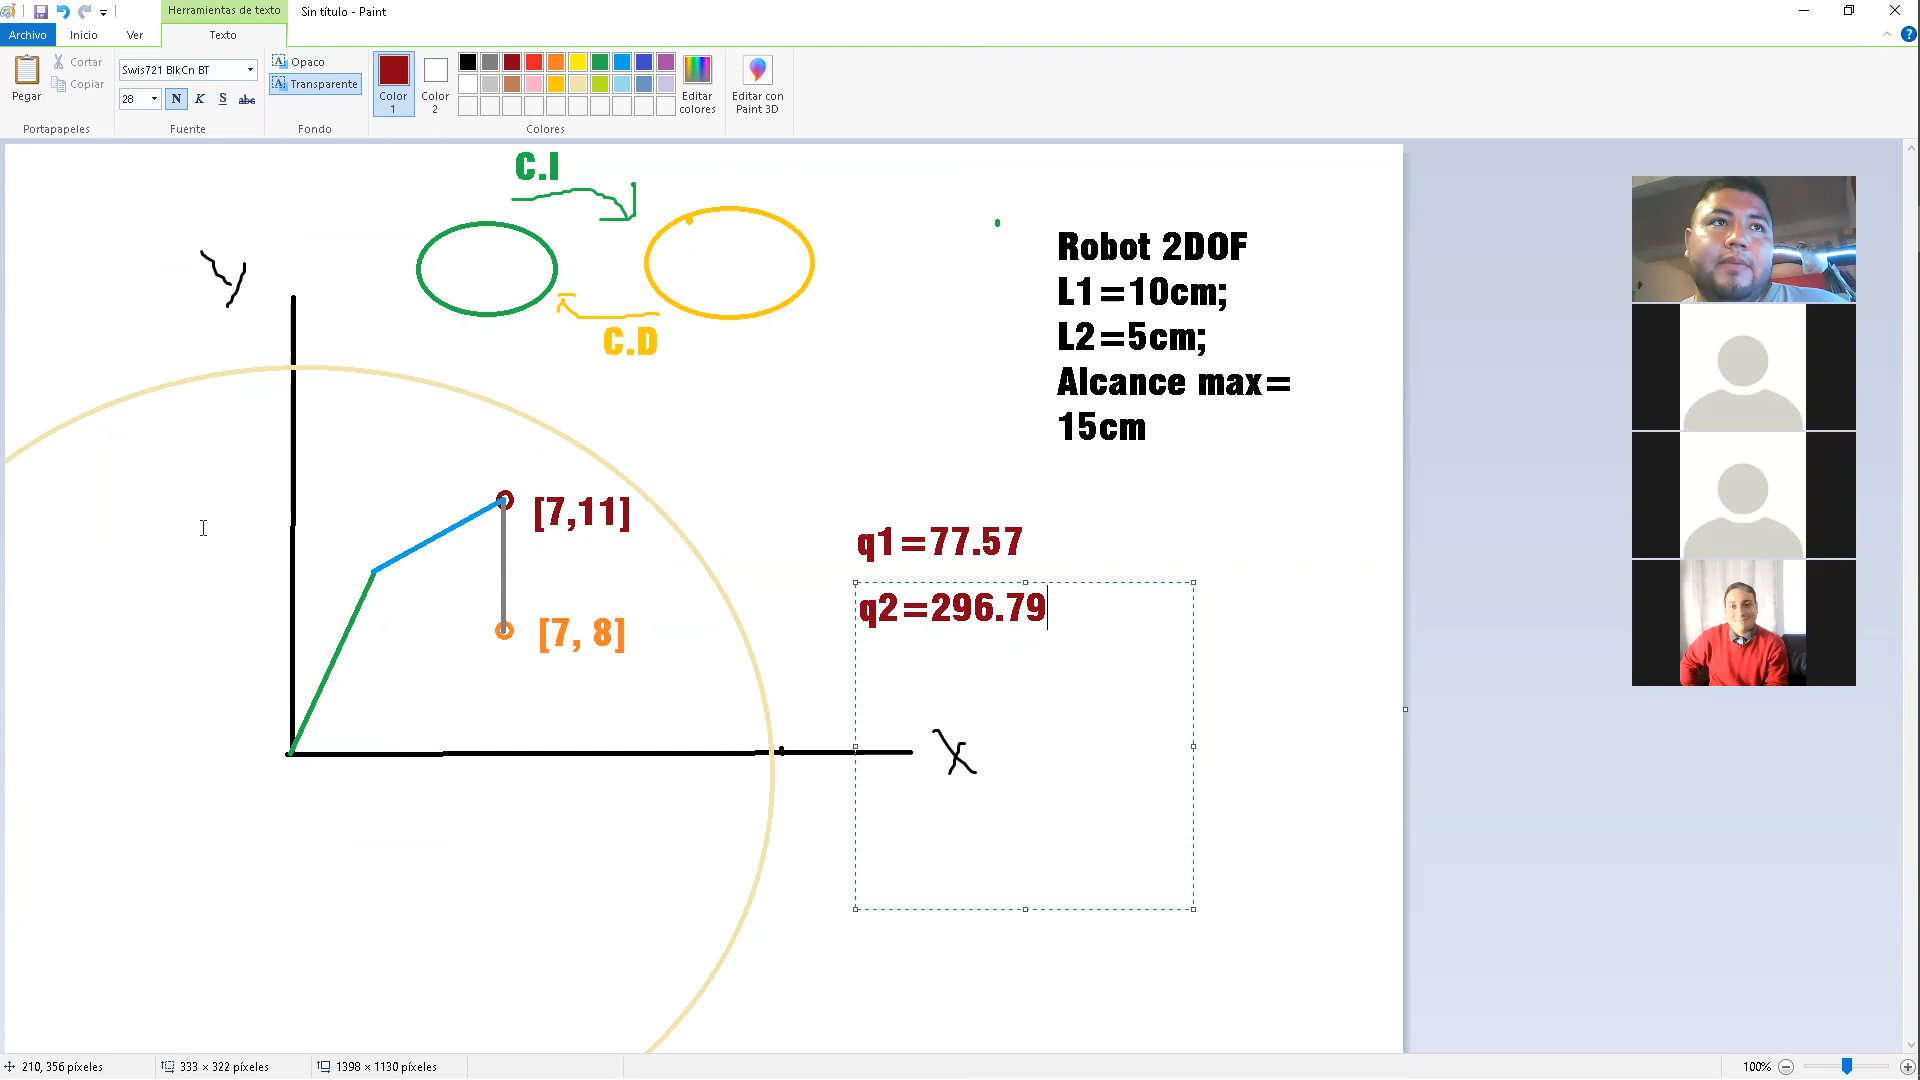 Herramientas de texto
Sin título - Paint
Archivo
Inicio
Ver
Texto
Pegar
Cortar
Copiar
Portapapeles
Swis721 BlkCn BT
28
N
K
S
abc
Fuente
Opaco
Transparente
Fondo
Color
1
Color
2
Editar
colores
Colores
Editar con
Paint 3D
C.I
C.D
y
Robot 2DOF
L1=10cm;
L2=5cm;
Alcance max=
15cm
[7,11]
[7, 8]
q1=77.57
q2=296.79
x
210, 356 píxeles
333 × 322 píxeles
1398 × 1130 píxeles
100%